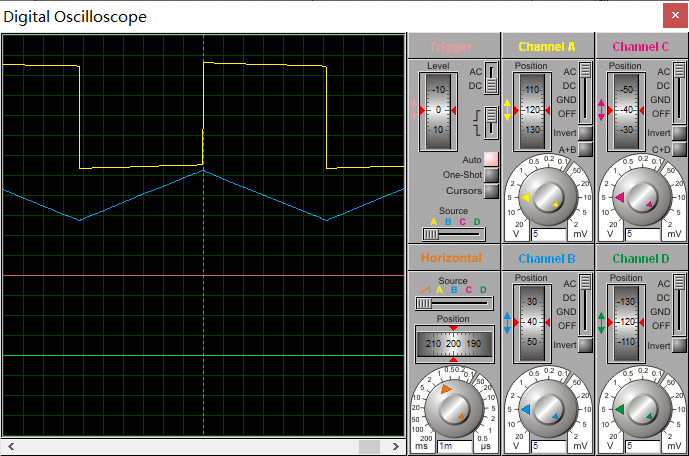 Digital Oscilloscope
Trigger
Level
-10
0
10
AC
DC
Auto
One-Shot
Cursors
Source
A B C D
Channel A
Position
110
120
130
AC
DC
GND
OFF
Invert
A+B
0.5 0.2 0.1
1 50
2 20
5 10
10 5
20 2
V 5 mV
Channel C
Position
-50
-40
-30
AC
DC
GND
OFF
Invert
C+D
0.5 0.2 0.1
1 50
2 20
5 10
10 5
20 2
V 5 mV
Horizontal
Source
A B C D
Position
210 200 190
1 0.5 0.2 0.1
2 50
5 20
10 10
20 5
50 2
100 1
200 0.5
ms 1m µs
Channel B
Position
30
40
50
AC
DC
GND
OFF
Invert
0.5 0.2 0.1
1 50
2 20
5 10
10 5
20 2
V 5 mV
Channel D
Position
-130
-120
-110
AC
DC
GND
OFF
Invert
0.5 0.2 0.1
1 50
2 20
5 10
10 5
20 2
V 5 mV